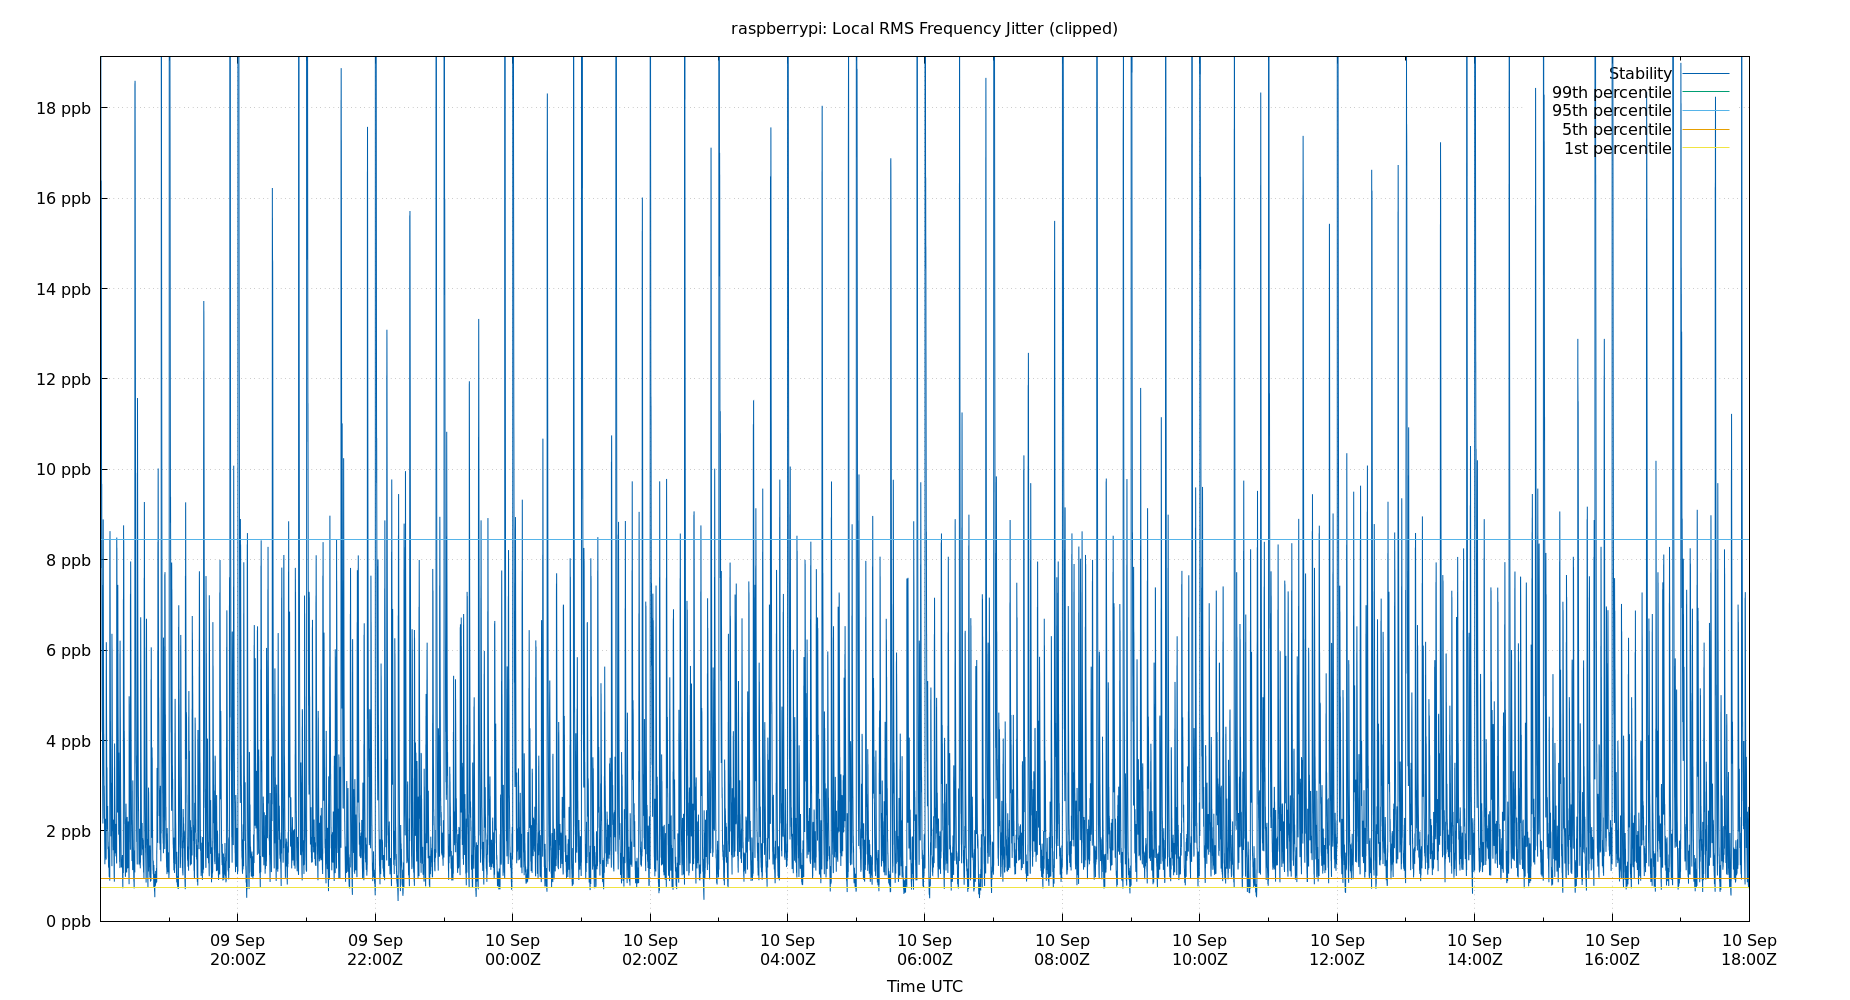 raspberrypi: Local RMS Frequency Jitter (clipped)
Stability
99th percentile
95th percentile
5th percentile
1st percentile
18 ppb
16 ppb
14 ppb
12 ppb
10 ppb
8 ppb
6 ppb
4 ppb
2 ppb
0 ppb
09 Sep 09 Sep 10 Sep 10 Sep 10 Sep 10 Sep 10 Sep 10 Sep 10 Sep 10 Sep 10 Sep 10 Sep
20:00Z 22:00Z 00:00Z 02:00Z 04:00Z 06:00Z 08:00Z 10:00Z 12:00Z 14:00Z 16:00Z 18:00Z
Time UTC